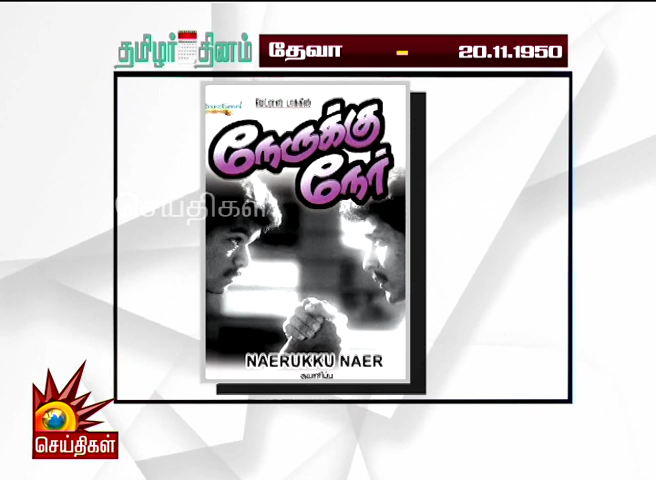 தமிழர் தினம்
தேவா - 20.11.1950
நேருக்கு
நேர்
செய்திகள்
NAERUKKU NAER
செய்திகள்